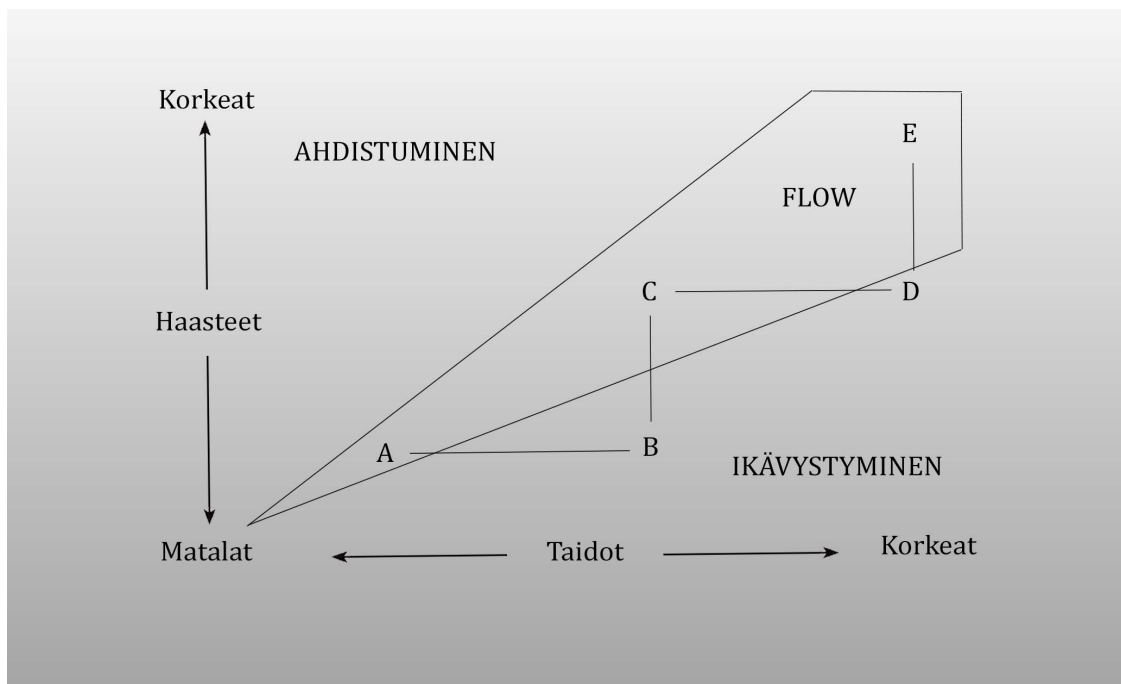 Korkeat
AHDISTUMINEN
E
FLOW
C
D
Haasteet
A
B
IKÄVYSTYMINEN
Matalat
Taidot
Korkeat